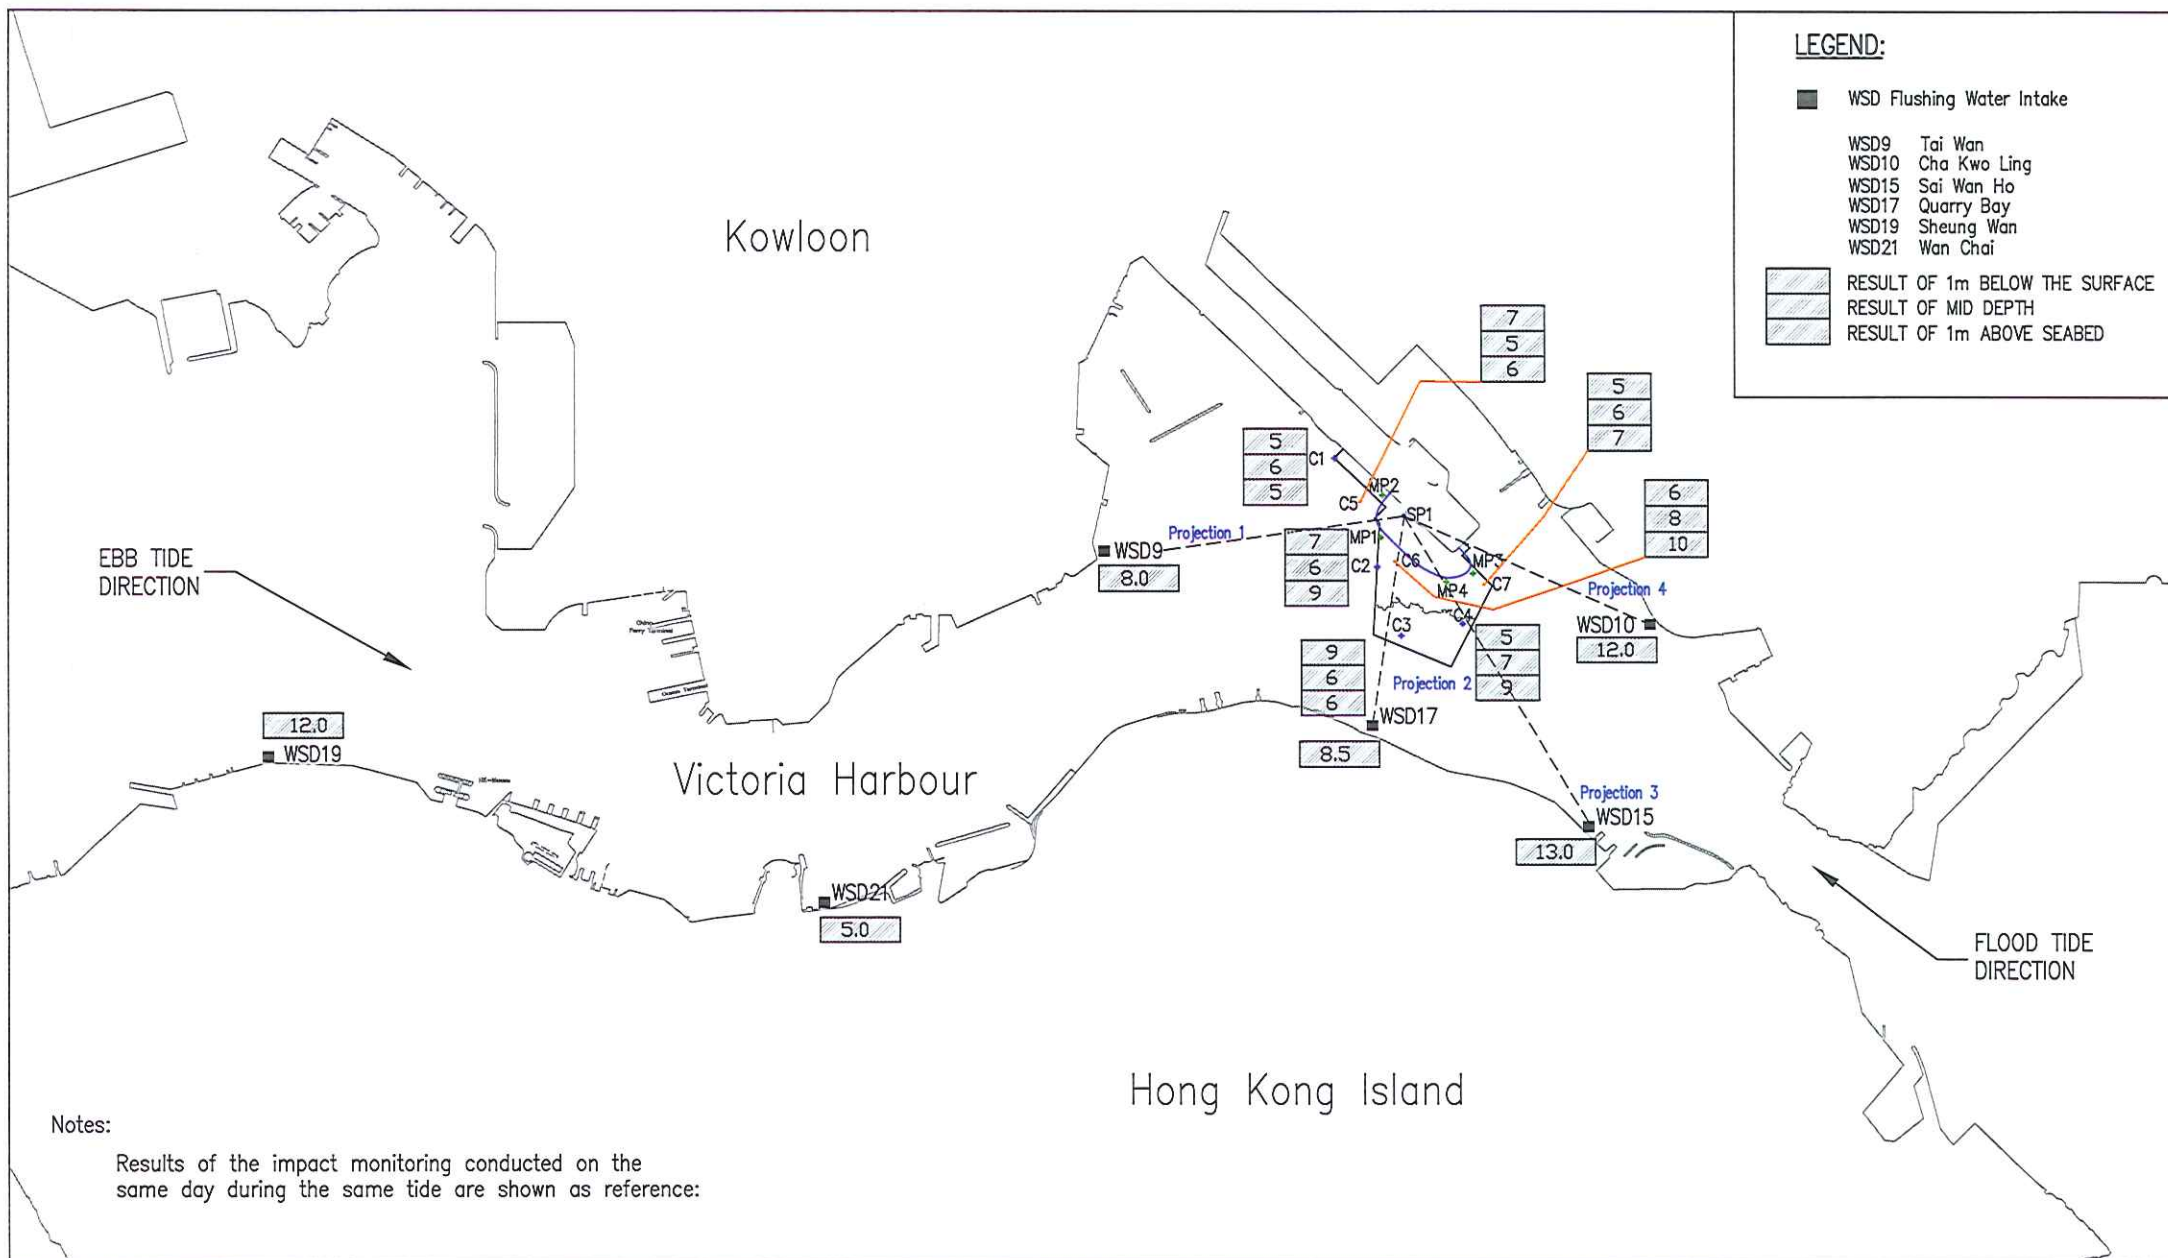 LEGEND:
WSD Flushing Water Intake
WSD9 Tai Wan
WSD10 Cha Kwo Ling
WSD15 Sai Wan Ho
WSD17 Quarry Bay
WSD19 Sheung Wan
WSD21 Wan Chai
RESULT OF 1m BELOW THE SURFACE
RESULT OF MID DEPTH
RESULT OF 1m ABOVE SEABED
Kowloon
7
5
6
5
6
7
5
6
5
C1
MP2
C5
SP1
6
8
10
Projection 1
WSD9
8.0
7
6
9
MP1
C2
C6
MP3
C7
MP4
C4
C3
Projection 4
WSD10
12.0
EBB TIDE
DIRECTION
China
Ferry Terminal
Ocean Terminal
9
6
6
5
7
9
Projection 2
WSD17
8.5
12.0
WSD19
Victoria Harbour
Projection 3
WSD15
13.0
WSD21
5.0
FLOOD TIDE
DIRECTION
Hong Kong Island
Notes:
Results of the impact monitoring conducted on the
same day during the same tide are shown as reference: